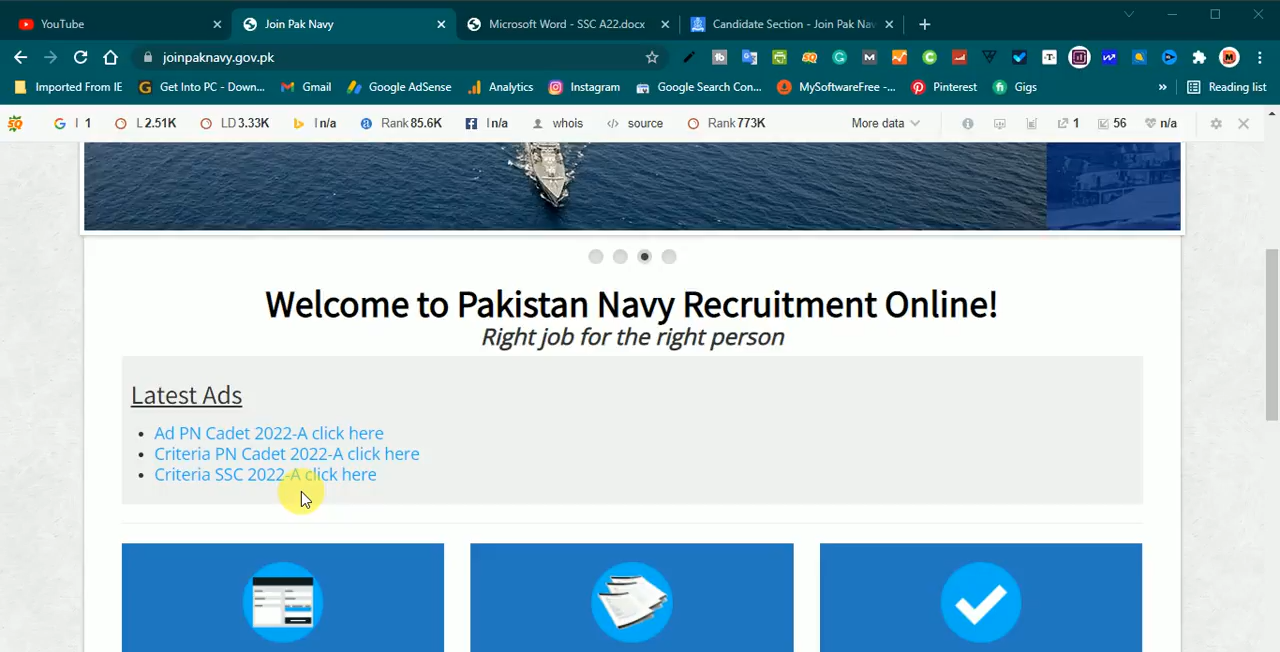 YouTube
Join Pak Navy
Microsoft Word - SSC A22.docx
Candidate Section - Join Pak Nav
joinpaknavy.gov.pk
Imported From IE
Get Into PC - Down...
Gmail
Google AdSense
Analytics
Instagram
Google Search Con...
MySoftwareFree -...
Pinterest
Gigs
»
Reading list
I 1
L 2.51K
LD 3.33K
I n/a
Rank 85.6K
I n/a
whois
source
Rank 773K
More data
1
56
n/a
Welcome to Pakistan Navy Recruitment Online!
Right job for the right person
Latest Ads
• Ad PN Cadet 2022-A click here
• Criteria PN Cadet 2022-A click here
• Criteria SSC 2022-A click here